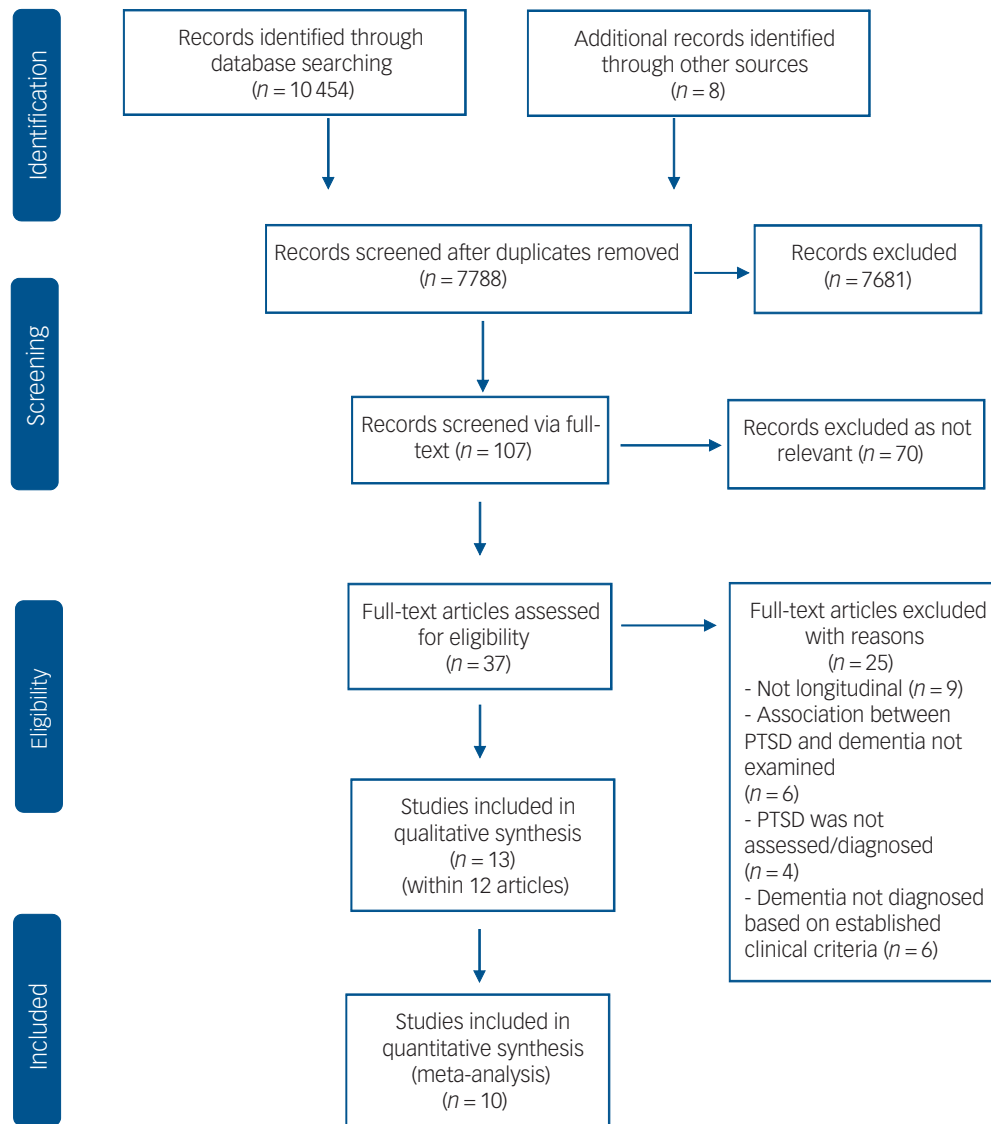 Identification
Records identified through
database searching
(n = 10 454)
Additional records identified
through other sources
(n = 8)
Records screened after duplicates removed
(n = 7788)
Records excluded
(n = 7681)
Screening
Records screened via full-
text (n = 107)
Records excluded as not
relevant (n = 70)
Eligibility
Full-text articles assessed
for eligibility
(n = 37)
Full-text articles excluded
with reasons
(n = 25)
- Not longitudinal (n = 9)
- Association between
PTSD and dementia not
examined
(n = 6)
- PTSD was not
assessed/diagnosed
(n = 4)
- Dementia not diagnosed
based on established
clinical criteria (n = 6)
Studies included in
qualitative synthesis
(n = 13)
(within 12 articles)
Included
Studies included in
quantitative synthesis
(meta-analysis)
(n = 10)